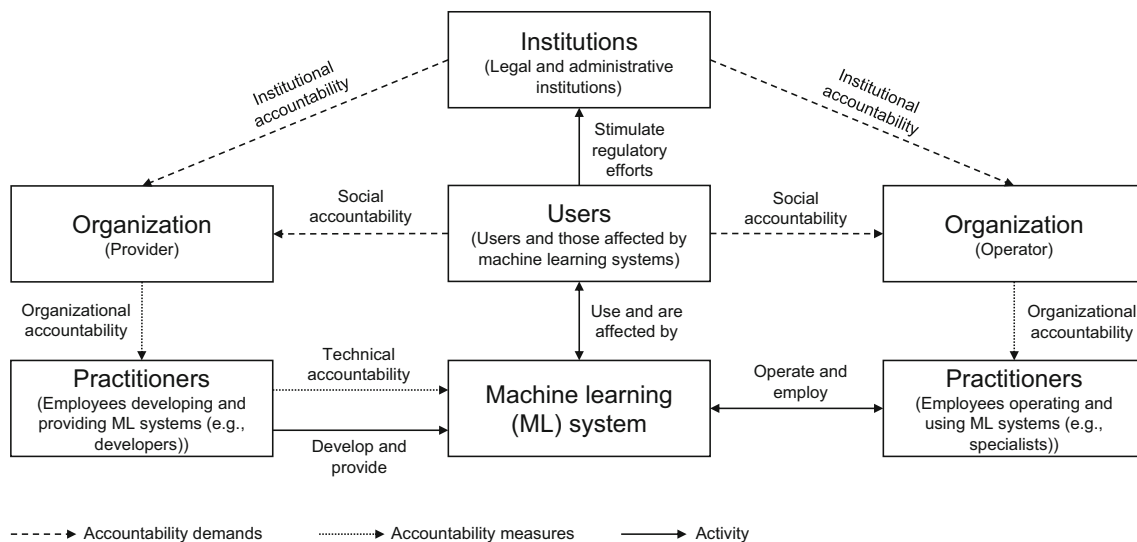 Institutions
(Legal and administrative
institutions)
Institutional
accountability
Institutional
accountability
Stimulate
regulatory
efforts
Organization
(Provider)
Social
accountability
Users
(Users and those affected by
machine learning systems)
Social
accountability
Organization
(Operator)
Organizational
accountability
Use and are
affected by
Organizational
accountability
Practitioners
(Employees developing and
providing ML systems (e.g.,
developers))
Technical
accountability
Develop and
provide
Machine learning
(ML) system
Operate and
employ
Practitioners
(Employees operating and
using ML systems (e.g.,
specialists))
Accountability demands
Accountability measures
Activity